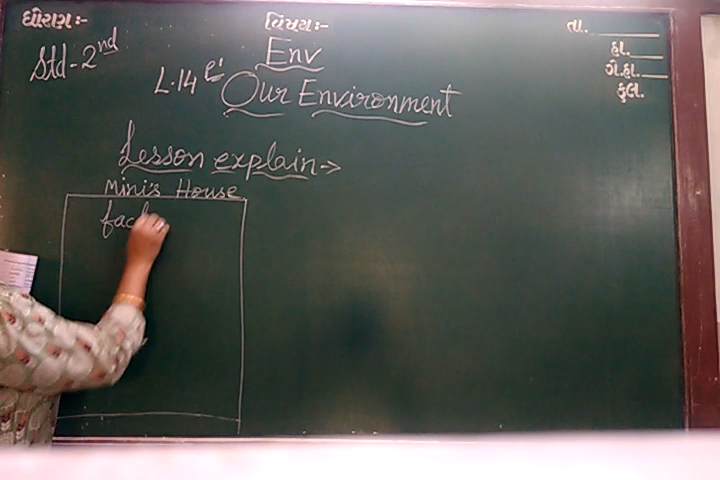 ધોરણ:-
વિષય:-
તા.
હા.
ગે.હા.
કુલ.
Std - 2nd
Env
L.14
Our Environment
Lesson explain->
Mini's House